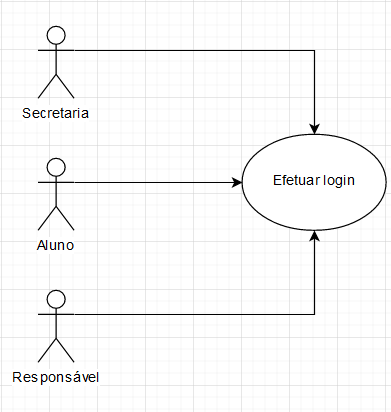 Secretaria
Efetuar login
Aluno
Responsável